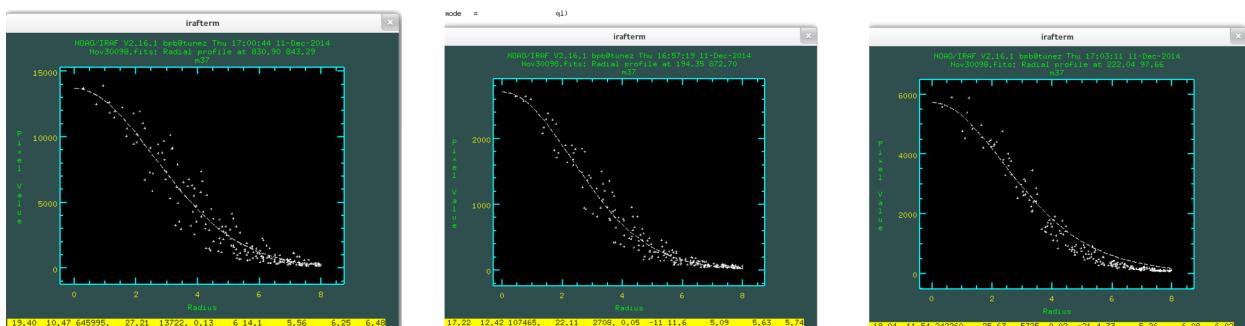 irafterm
NOAO/IRAF V2.16.1 bpb@tunez Thu 17:00:44 11-Dec-2014
Nov30098.fits: Radial profile at 830.90 843.29
m37
Pixel Value
15000
10000
5000
0
0 2 4 6 8
Radius
19.40 10.47 645995. 27.21 13722. 0.13 6 14.1 5.56 6.25 6.48
mode = ql)
irafterm
NOAO/IRAF V2.16.1 bpb@tunez Thu 16:57:19 11-Dec-2014
Nov30098.fits: Radial profile at 194.35 872.70
m37
Pixel Value
2000
1000
0
0 2 4 6 8
Radius
17.22 12.42 107465. 22.11 2708. 0.05 -11 11.6 5.09 5.63 5.74
irafterm
NOAO/IRAF V2.16.1 bpb@tunez Thu 17:03:11 11-Dec-2014
Nov30098.fits: Radial profile at 222.04 97.66
m37
Pixel Value
6000
4000
2000
0
0 2 4 6 8
Radius